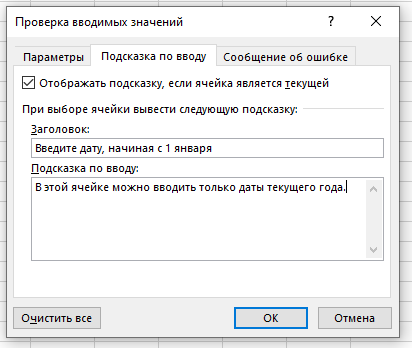 Проверка вводимых значений ? ×
Параметры Подсказка по вводу Сообщение об ошибке
Отображать подсказку, если ячейка является текущей
При выборе ячейки вывести следующую подсказку:
Заголовок:
Введите дату, начиная с 1 января
Подсказка по вводу:
В этой ячейке можно вводить только даты текущего года.
Очистить все ОК Отмена